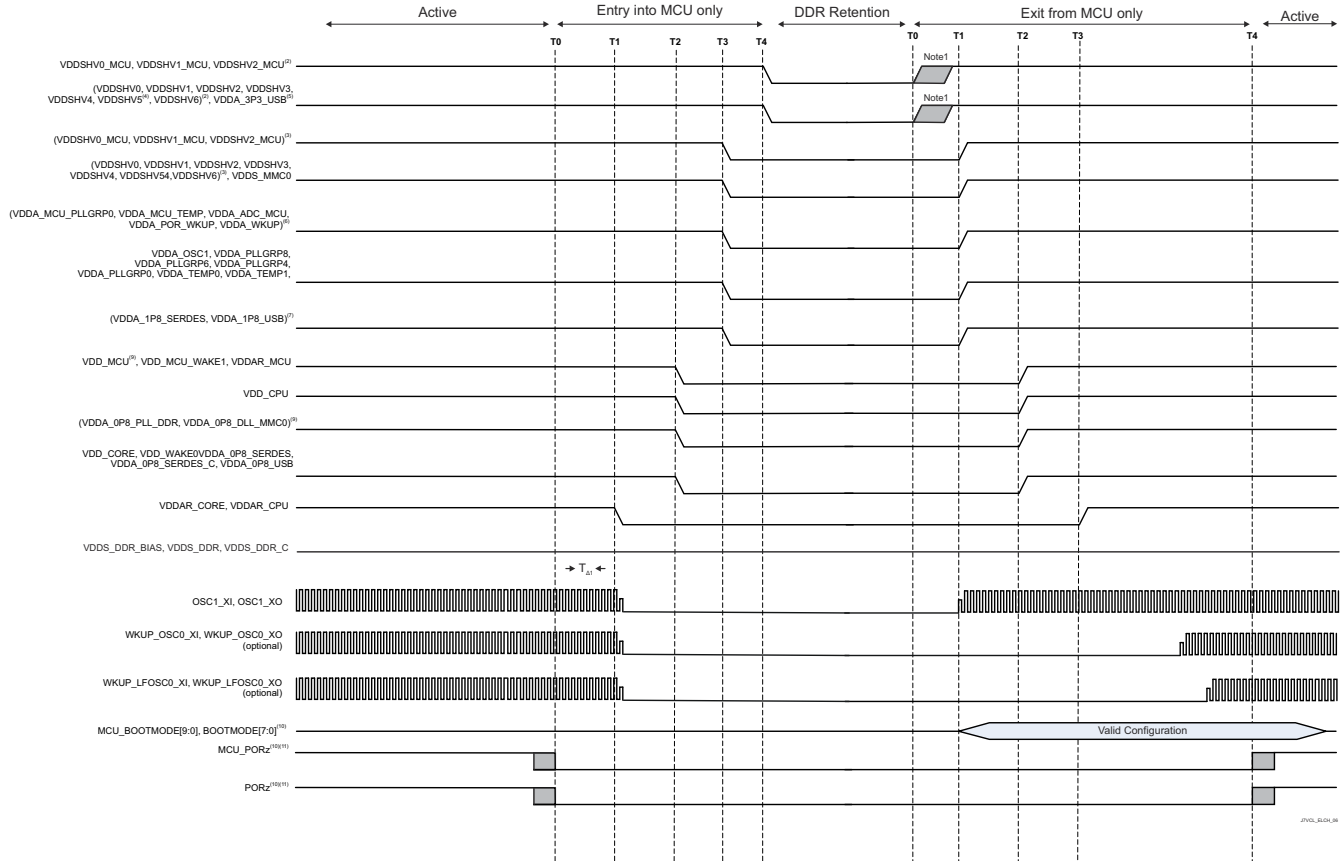 Active
Entry into MCU only
DDR Retention
Exit from MCU only
Active
T0
T1
T2
T3
T4
T0
T1
T2
T3
T4
VDDSHV0_MCU, VDDSHV1_MCU, VDDSHV2_MCU(2)
Note1
(VDDSHV0, VDDSHV1, VDDSHV2, VDDSHV3,
VDDSHV4, VDDSHV5(4), VDDSHV6)(2), VDDA_3P3_USB(5)
Note1
(VDDSHV0_MCU, VDDSHV1_MCU, VDDSHV2_MCU)(3)
(VDDSHV0, VDDSHV1, VDDSHV2, VDDSHV3,
VDDSHV4, VDDSHV54,VDDSHV6)(3), VDDS_MMC0
(VDDA_MCU_PLLGRP0, VDDA_MCU_TEMP, VDDA_ADC_MCU,
VDDA_POR_WKUP, VDDA_WKUP)(6)
VDDA_OSC1, VDDA_PLLGRP8,
VDDA_PLLGRP6, VDDA_PLLGRP4,
VDDA_PLLGRP0, VDDA_TEMP0, VDDA_TEMP1,
(VDDA_1P8_SERDES, VDDA_1P8_USB)(7)
VDD_MCU(9), VDD_MCU_WAKE1, VDDAR_MCU
VDD_CPU
(VDDA_0P8_PLL_DDR, VDDA_0P8_DLL_MMC0)(9)
VDD_CORE, VDD_WAKE0VDDA_0P8_SERDES,
VDDA_0P8_SERDES_C, VDDA_0P8_USB
VDDAR_CORE, VDDAR_CPU
VDDS_DDR_BIAS, VDDS_DDR, VDDS_DDR_C
TΔ1
OSC1_XI, OSC1_XO
WKUP_OSC0_XI, WKUP_OSC0_XO
(optional)
WKUP_LFOSC0_XI, WKUP_LFOSC0_XO
(optional)
MCU_BOOTMODE[9:0], BOOTMODE[7:0](10)
Valid Configuration
MCU_PORz(10)(11)
PORz(10)(11)
J7VCL_ELCH_06